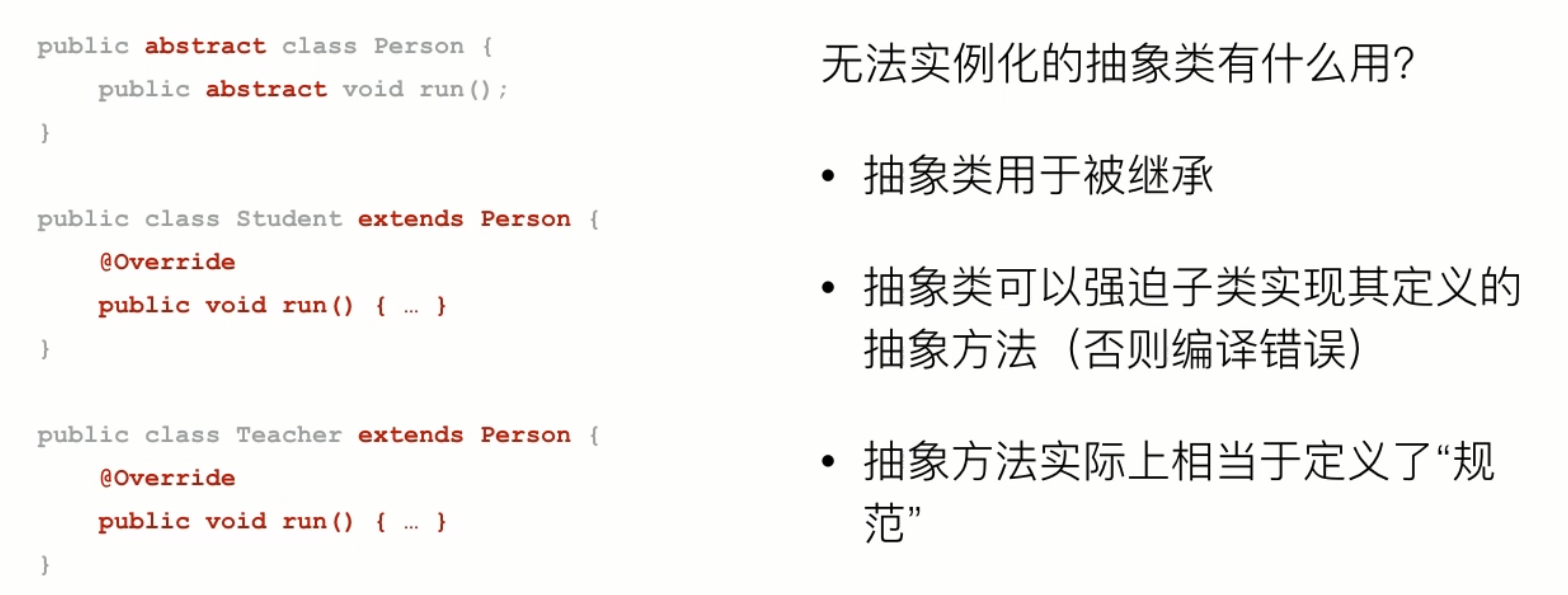 public abstract class Person {
    public abstract void run();
}
public class Student extends Person {
    @Override
    public void run() { … }
}
public class Teacher extends Person {
    @Override
    public void run() { … }
}
无法实例化的抽象类有什么用？
• 抽象类用于被继承
• 抽象类可以强迫子类实现其定义的
抽象方法（否则编译错误）
• 抽象方法实际上相当于定义了“规
范”